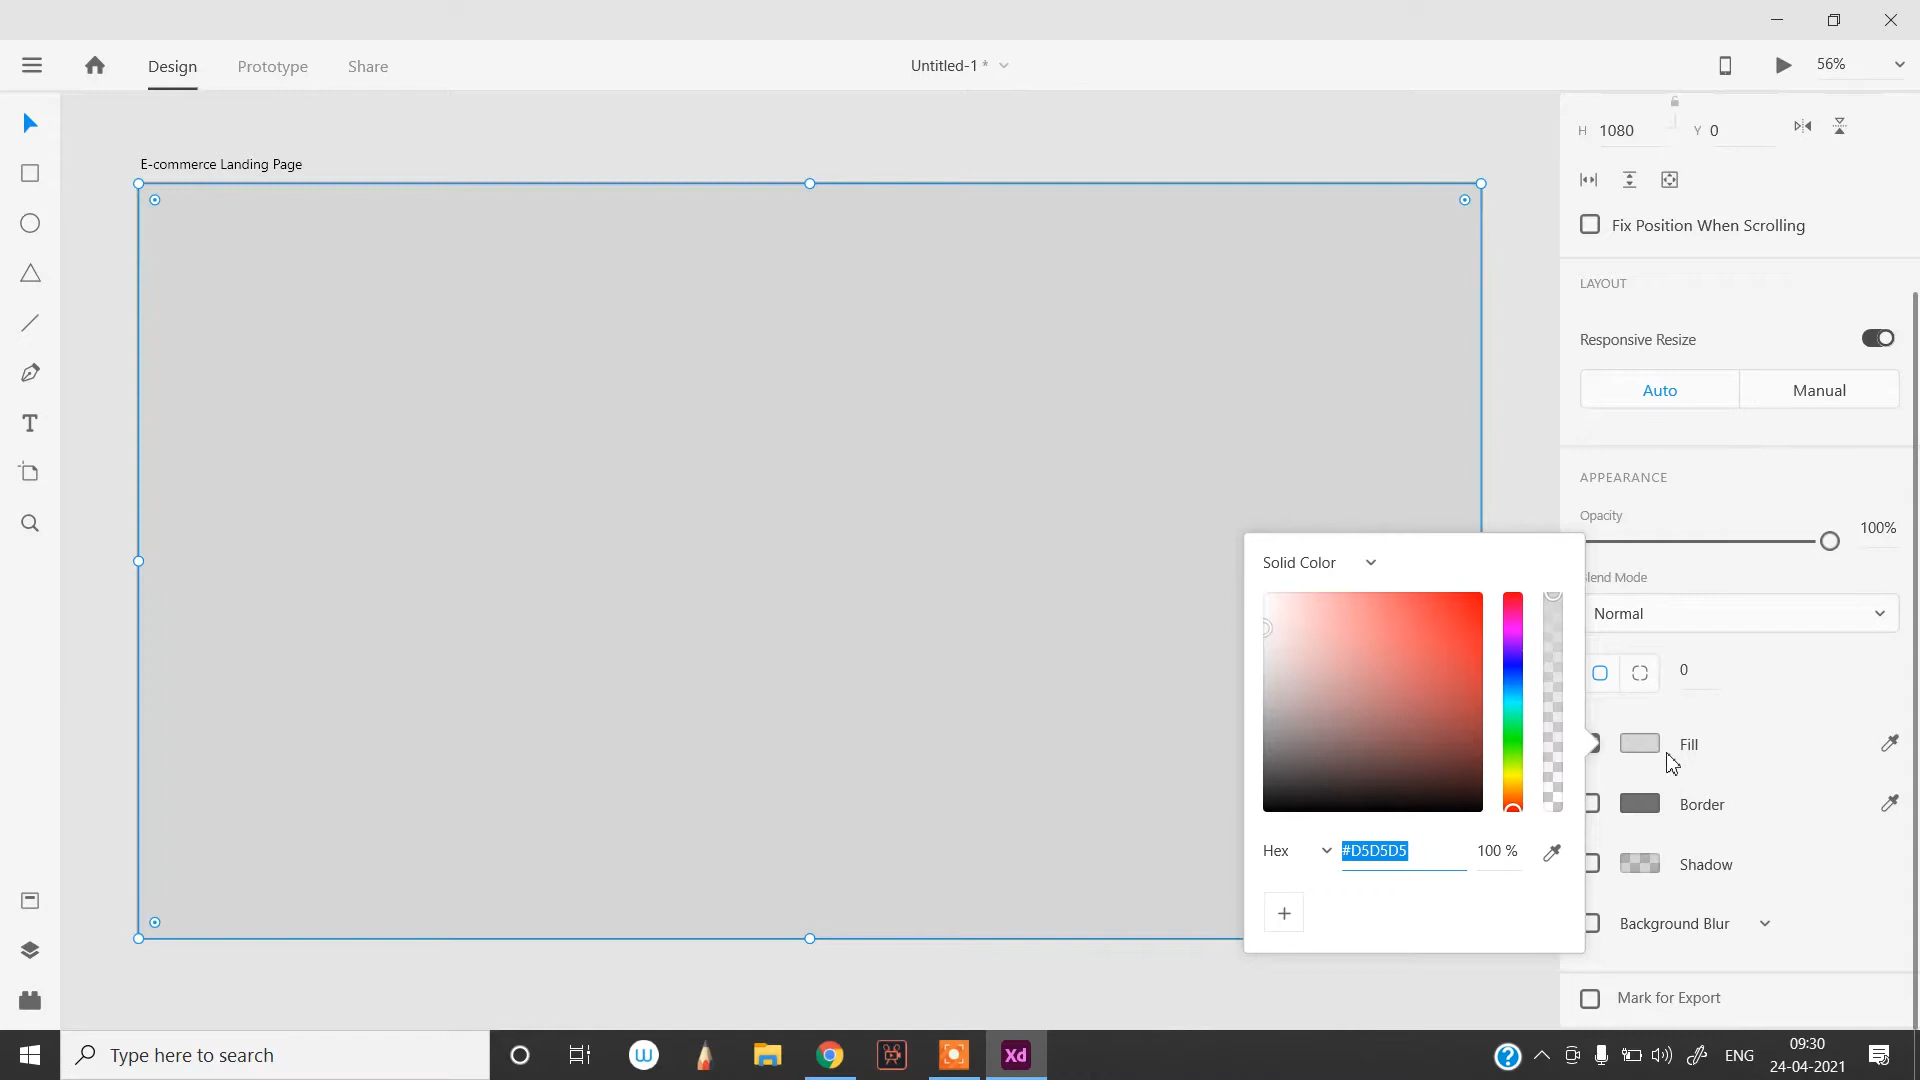 Design Prototype Share
Untitled-1 *
56%
E-commerce Landing Page
H 1080 Y 0
Fix Position When Scrolling
LAYOUT
Responsive Resize
Auto Manual
APPEARANCE
Opacity
100%
Blend Mode
Normal
0
Fill
Border
Shadow
Background Blur
Mark for Export
Solid Color
Hex #D5D5D5 100 %
+
T
Type here to search
W
Xd
?
ENG
09:30
24-04-2021